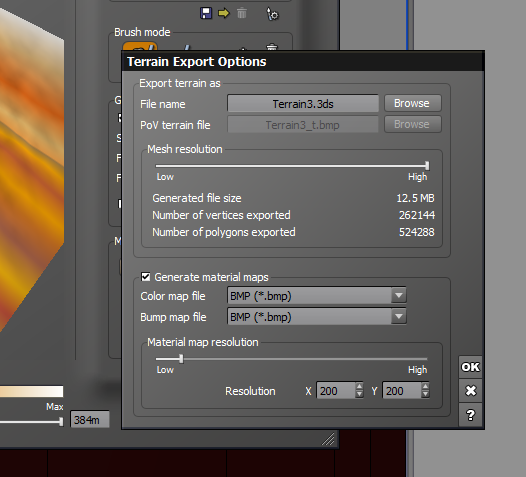 Brush mode
Terrain Export Options
Export terrain as
File name Terrain3.3ds Browse
PoV terrain file Terrain3_t.bmp Browse
Mesh resolution
Low High
Generated file size 12.5 MB
Number of vertices exported 262144
Number of polygons exported 524288
Generate material maps
Color map file BMP (*.bmp)
Bump map file BMP (*.bmp)
Material map resolution
Low High
Resolution X 200 Y 200
OK
?
Max
384m